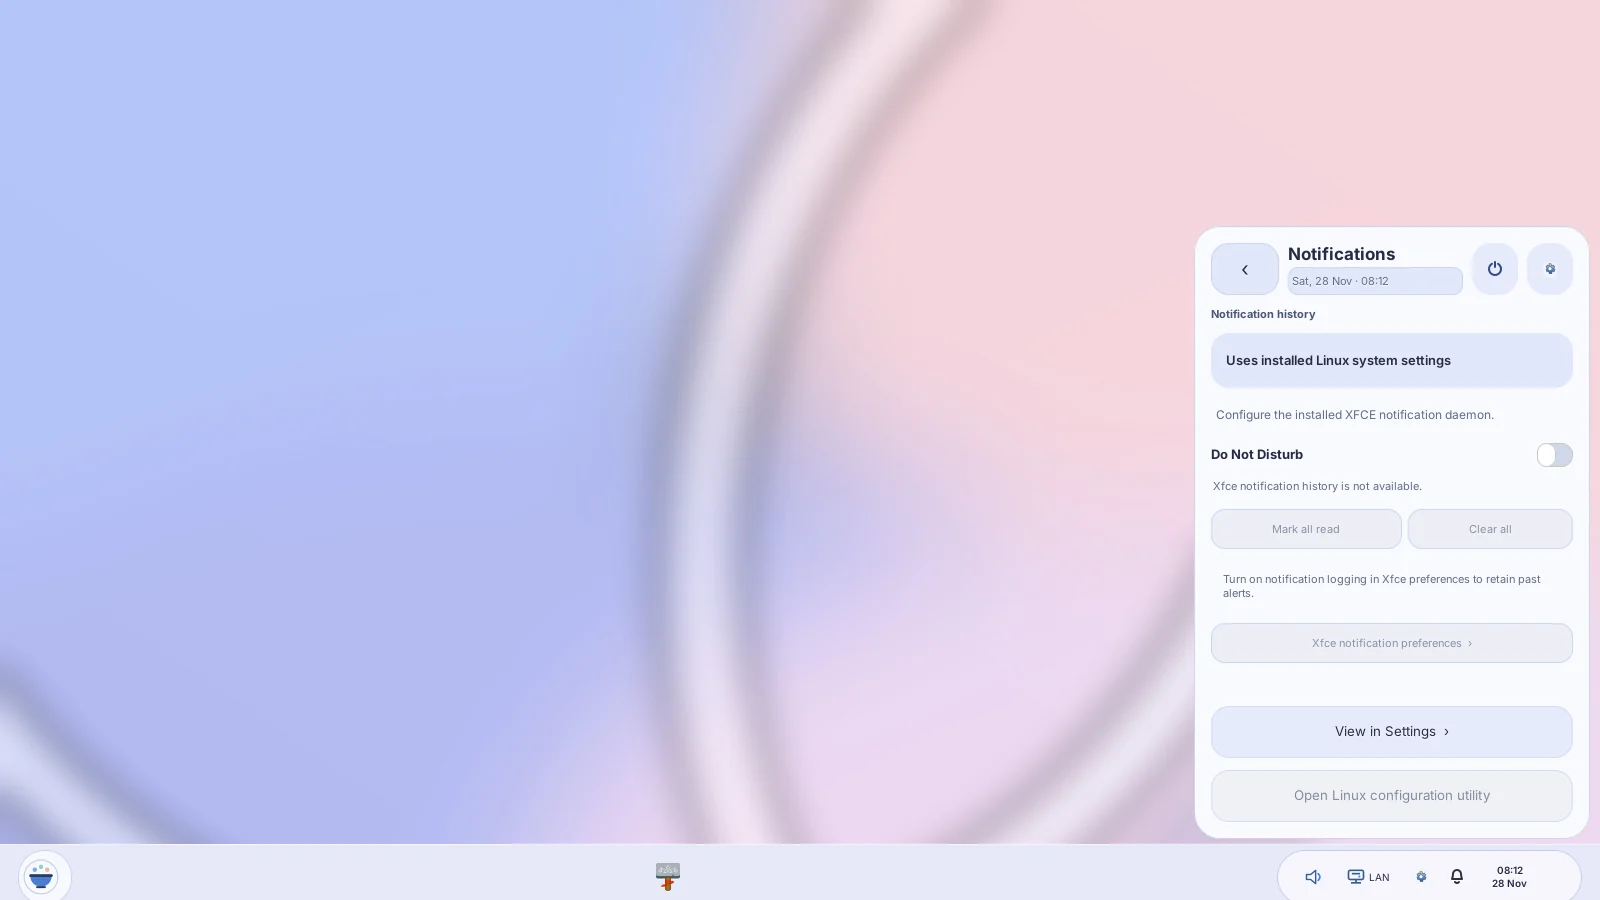 ‹
Notifications
Sat, 28 Nov · 08:12
Notification history
Uses installed Linux system settings
Configure the installed XFCE notification daemon.
Do Not Disturb
Xfce notification history is not available.
Mark all read
Clear all
Turn on notification logging in Xfce preferences to retain past
alerts.
Xfce notification preferences ›
View in Settings ›
Open Linux configuration utility
LAN
08:12
28 Nov